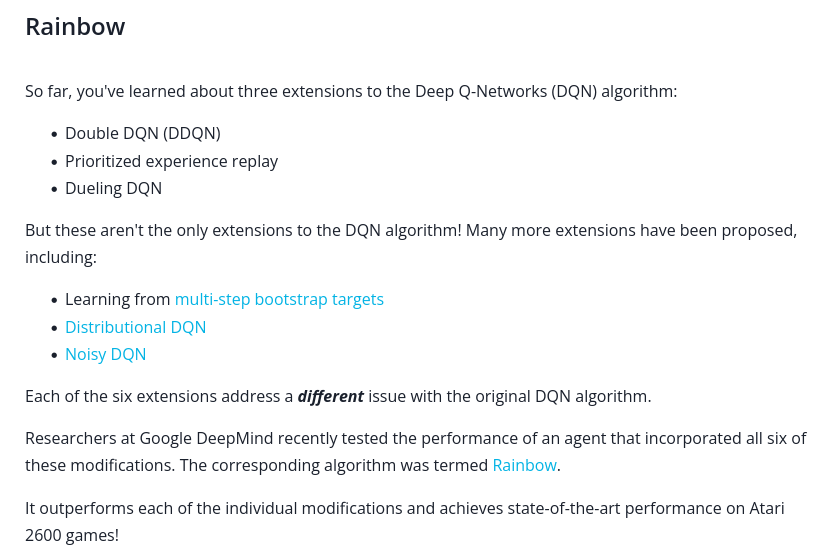 Rainbow
So far, you've learned about three extensions to the Deep Q-Networks (DQN) algorithm:
• Double DQN (DDQN)
• Prioritized experience replay
• Dueling DQN
But these aren't the only extensions to the DQN algorithm! Many more extensions have been proposed,
including:
• Learning from multi-step bootstrap targets
• Distributional DQN
• Noisy DQN
Each of the six extensions address a different issue with the original DQN algorithm.
Researchers at Google DeepMind recently tested the performance of an agent that incorporated all six of
these modifications. The corresponding algorithm was termed Rainbow.
It outperforms each of the individual modifications and achieves state-of-the-art performance on Atari
2600 games!